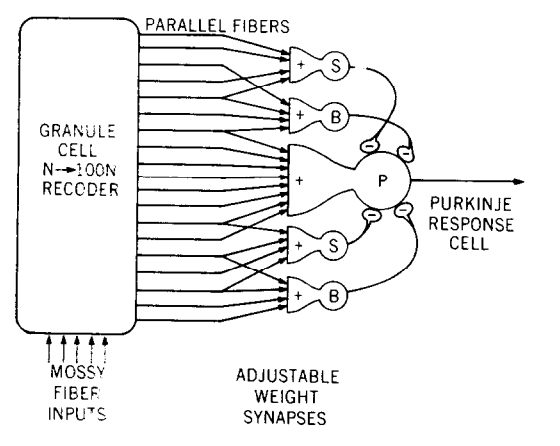 PARALLEL FIBERS
GRANULE
CELL
N→100N
RECODER
+ S
+ B
+ P
+ S
+ B
−
−
−
−
PURKINJE
RESPONSE
CELL
MOSSY
FIBER
INPUTS
ADJUSTABLE
WEIGHT
SYNAPSES